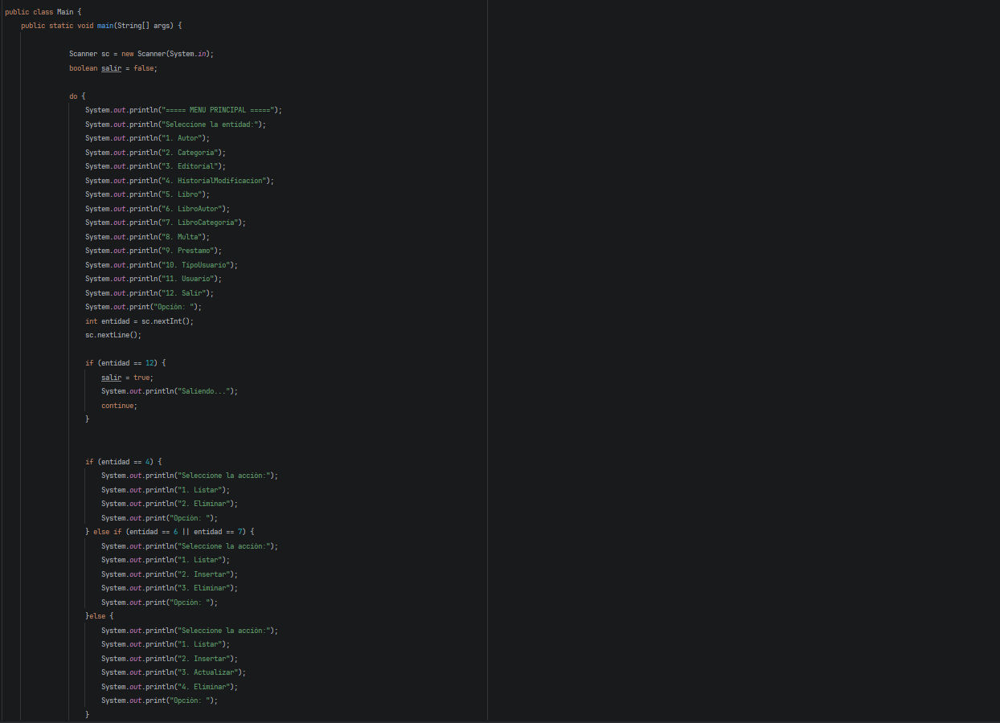 public class Main {
public static void main(String[] args) {
Scanner sc = new Scanner(System.in);
boolean salir = false;
do {
System.out.println("===== MENU PRINCIPAL =====");
System.out.println("Seleccione la entidad:");
System.out.println("1. Autor");
System.out.println("2. Categoria");
System.out.println("3. Editorial");
System.out.println("4. HistorialModificacion");
System.out.println("5. Libro");
System.out.println("6. LibroAutor");
System.out.println("7. LibroCategoria");
System.out.println("8. Multa");
System.out.println("9. Prestamo");
System.out.println("10. TipoUsuario");
System.out.println("11. Usuario");
System.out.println("12. Salir");
System.out.print("Opción: ");
int entidad = sc.nextInt();
sc.nextLine();
if (entidad == 12) {
salir = true;
System.out.println("Saliendo...");
continue;
}
if (entidad == 4) {
System.out.println("Seleccione la acción:");
System.out.println("1. Listar");
System.out.println("2. Eliminar");
System.out.print("Opción: ");
} else if (entidad == 6 || entidad == 7) {
System.out.println("Seleccione la acción:");
System.out.println("1. Listar");
System.out.println("2. Insertar");
System.out.println("3. Eliminar");
System.out.print("Opción: ");
}else {
System.out.println("Seleccione la acción:");
System.out.println("1. Listar");
System.out.println("2. Insertar");
System.out.println("3. Actualizar");
System.out.println("4. Eliminar");
System.out.print("Opción: ");
}